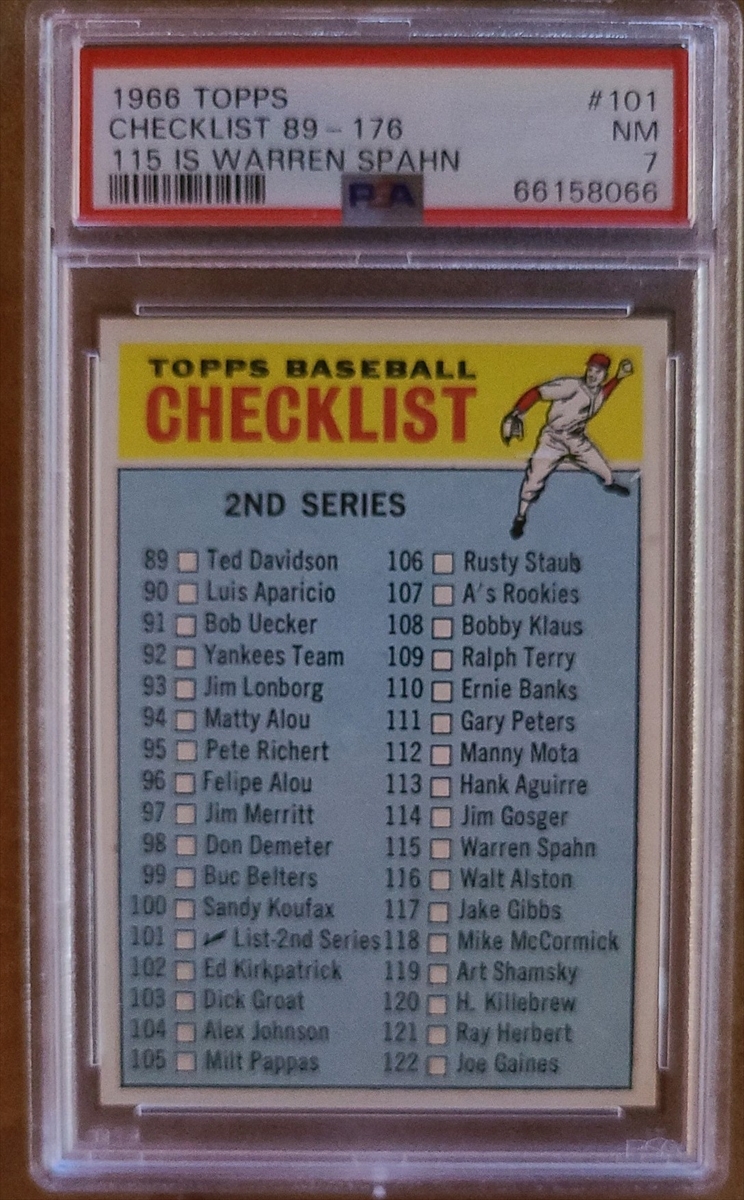 1966 TOPPS #101
CHECKLIST 89 - 176 NM
115 IS WARREN SPAHN 7
PSA 66158066
TOPPS BASEBALL
CHECKLIST
2ND SERIES
89 Ted Davidson
90 Luis Aparicio
91 Bob Uecker
92 Yankees Team
93 Jim Lonborg
94 Matty Alou
95 Pete Richert
96 Felipe Alou
97 Jim Merritt
98 Don Demeter
99 Buc Belters
100 Sandy Koufax
101 List-2nd Series
102 Ed Kirkpatrick
103 Dick Groat
104 Alex Johnson
105 Milt Pappas
106 Rusty Staub
107 A's Rookies
108 Bobby Klaus
109 Ralph Terry
110 Ernie Banks
111 Gary Peters
112 Manny Mota
113 Hank Aguirre
114 Jim Gosger
115 Warren Spahn
116 Walt Alston
117 Jake Gibbs
118 Mike McCormick
119 Art Shamsky
120 H. Killebrew
121 Ray Herbert
122 Joe Gaines